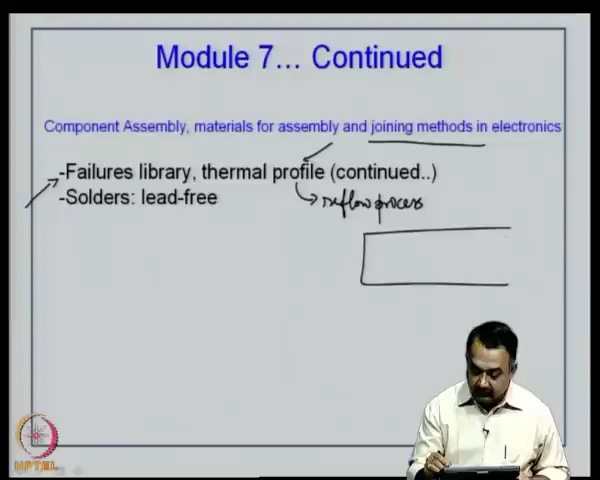 Module 7... Continued
Component Assembly, materials for assembly and joining methods in electronics
-Failures library, thermal profile (continued..)
-Solders: lead-free
reflow process
NPTEL